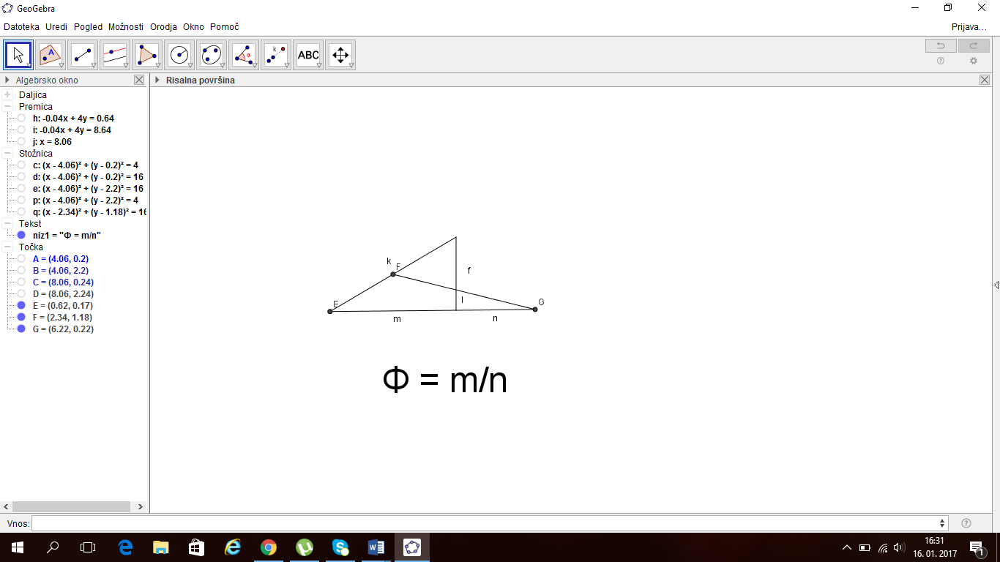 GeoGebra
Datoteka Uredi Pogled Možnosti Orodja Okno Pomoč Prijava...
A α k ABC
Algebrsko okno Risalna površina
Daljica
Premica
h: -0.04x + 4y = 0.64
i: -0.04x + 4y = 8.64
j: x = 8.06
Stožnica
c: (x - 4.06)² + (y - 0.2)² = 4
d: (x - 4.06)² + (y - 0.2)² = 16
e: (x - 4.06)² + (y - 2.2)² = 16
p: (x - 4.06)² + (y - 2.2)² = 4
q: (x - 2.34)² + (y - 1.18)² = 16
Tekst
niz1 = "Φ = m/n"
Točka
A = (4.06, 0.2)
B = (4.06, 2.2)
C = (8.06, 0.24)
D = (8.06, 2.24)
E = (0.62, 0.17)
F = (2.34, 1.18)
G = (6.22, 0.22)
k F f
E l G
m n
Φ = m/n
Vnos:
16:31
16. 01. 2017
1